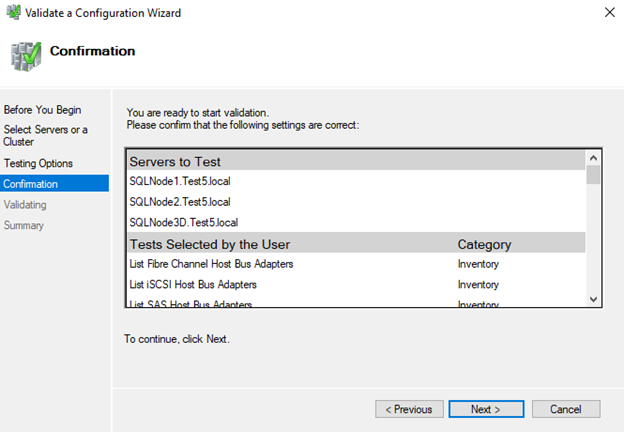 Validate a Configuration Wizard
Confirmation
Before You Begin
Select Servers or a
Cluster
Testing Options
Confirmation
Validating
Summary
You are ready to start validation.
Please confirm that the following settings are correct:
Servers to Test
SQLNode1.Test5.local
SQLNode2.Test5.local
SQLNode3D.Test5.local
Tests Selected by the User Category
List Fibre Channel Host Bus Adapters Inventory
List iSCSI Host Bus Adapters Inventory
List SAS Host Bus Adapters Inventory
To continue, click Next.
< Previous Next > Cancel